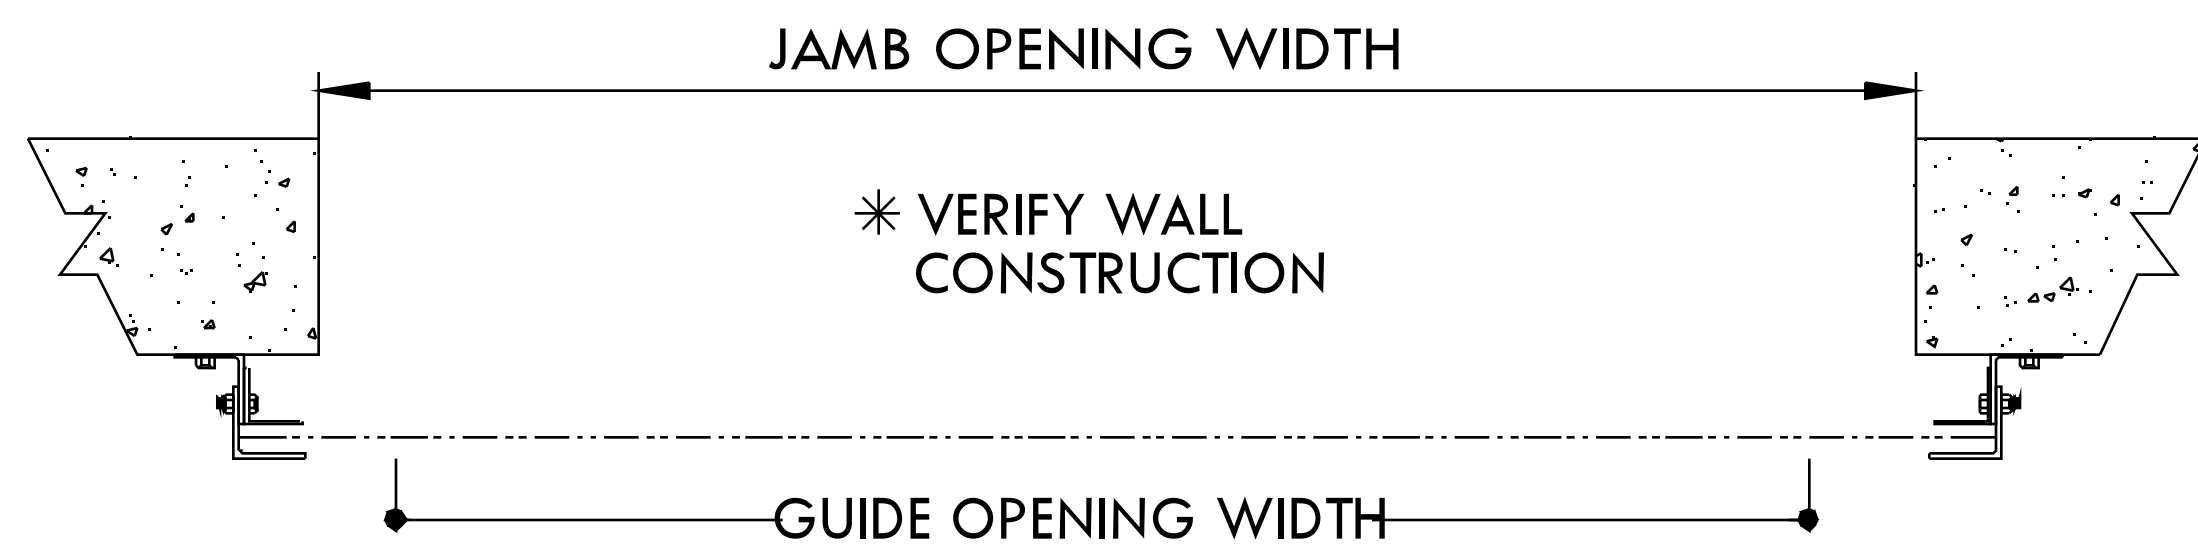 JAMB OPENING WIDTH
✳ VERIFY WALL
CONSTRUCTION
GUIDE OPENING WIDTH